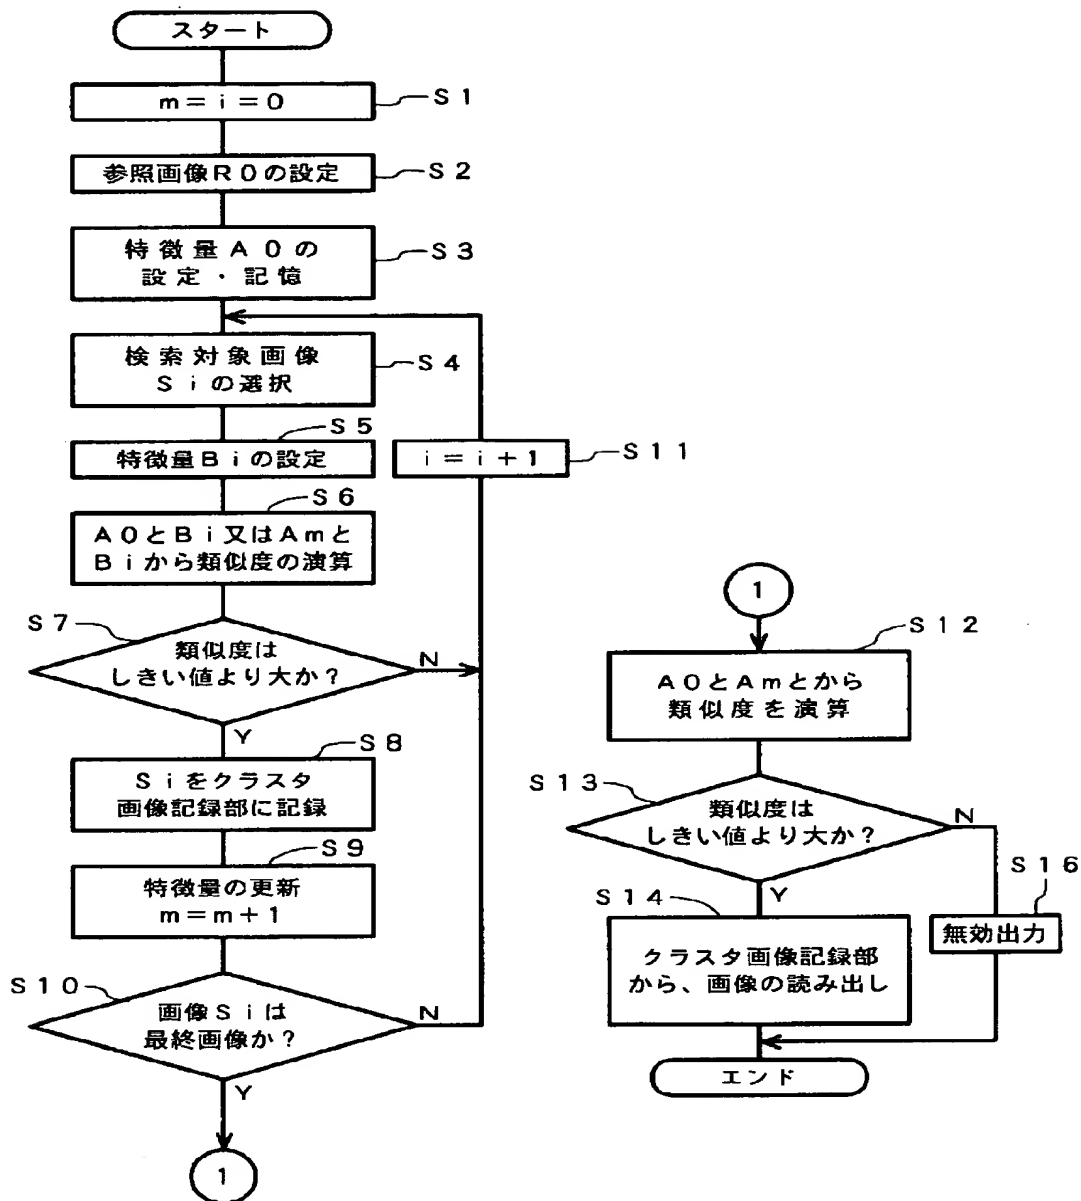 スタート
m=i=0
S1
参照画像R0の設定
S2
特徴量A0の
設定・記憶
S3
検索対象画像
Siの選択
S4
S5
特徴量Biの設定
i=i+1
S11
S6
A0とBi又はAmと
Biから類似度の演算
S7
類似度は
しきい値より大か?
N
Y
S8
Siをクラスタ
画像記録部に記録
S9
特徴量の更新
m=m+1
S10
画像Siは
最終画像か?
N
Y
1
1
S12
A0とAmとから
類似度を演算
S13
類似度は
しきい値より大か?
N
Y
S16
無効出力
S14
クラスタ画像記録部
から、画像の読み出し
エンド